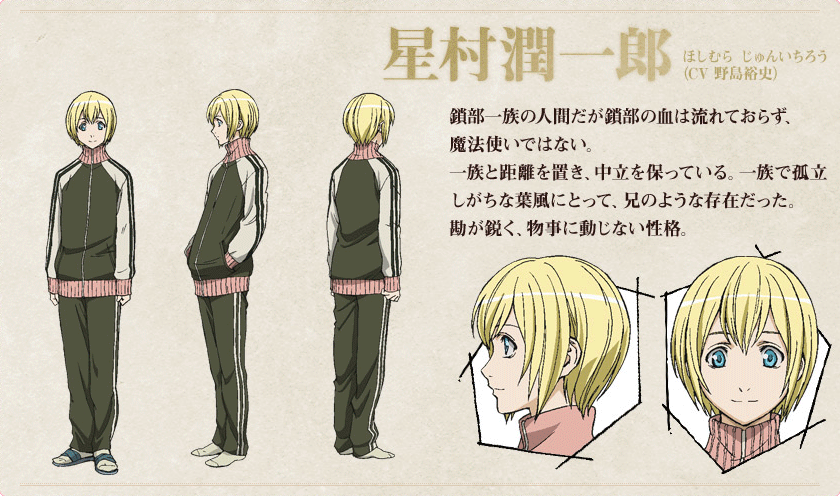 星村潤一郎
ほしむら じゅんいちろう
(CV 野島裕史)
鎖部一族の人間だが鎖部の血は流れておらず、
魔法使いではない。
一族と距離を置き、中立を保っている。一族で孤立
しがちな葉風にとって、兄のような存在だった。
勘が鋭く、物事に動じない性格。